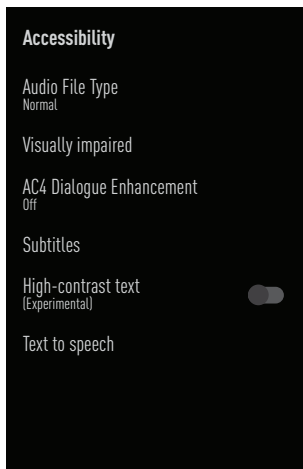 Accessibility
Audio File Type
Normal
Visually impaired
AC4 Dialogue Enhancement
Off
Subtitles
High-contrast text
(Experimental)
Text to speech